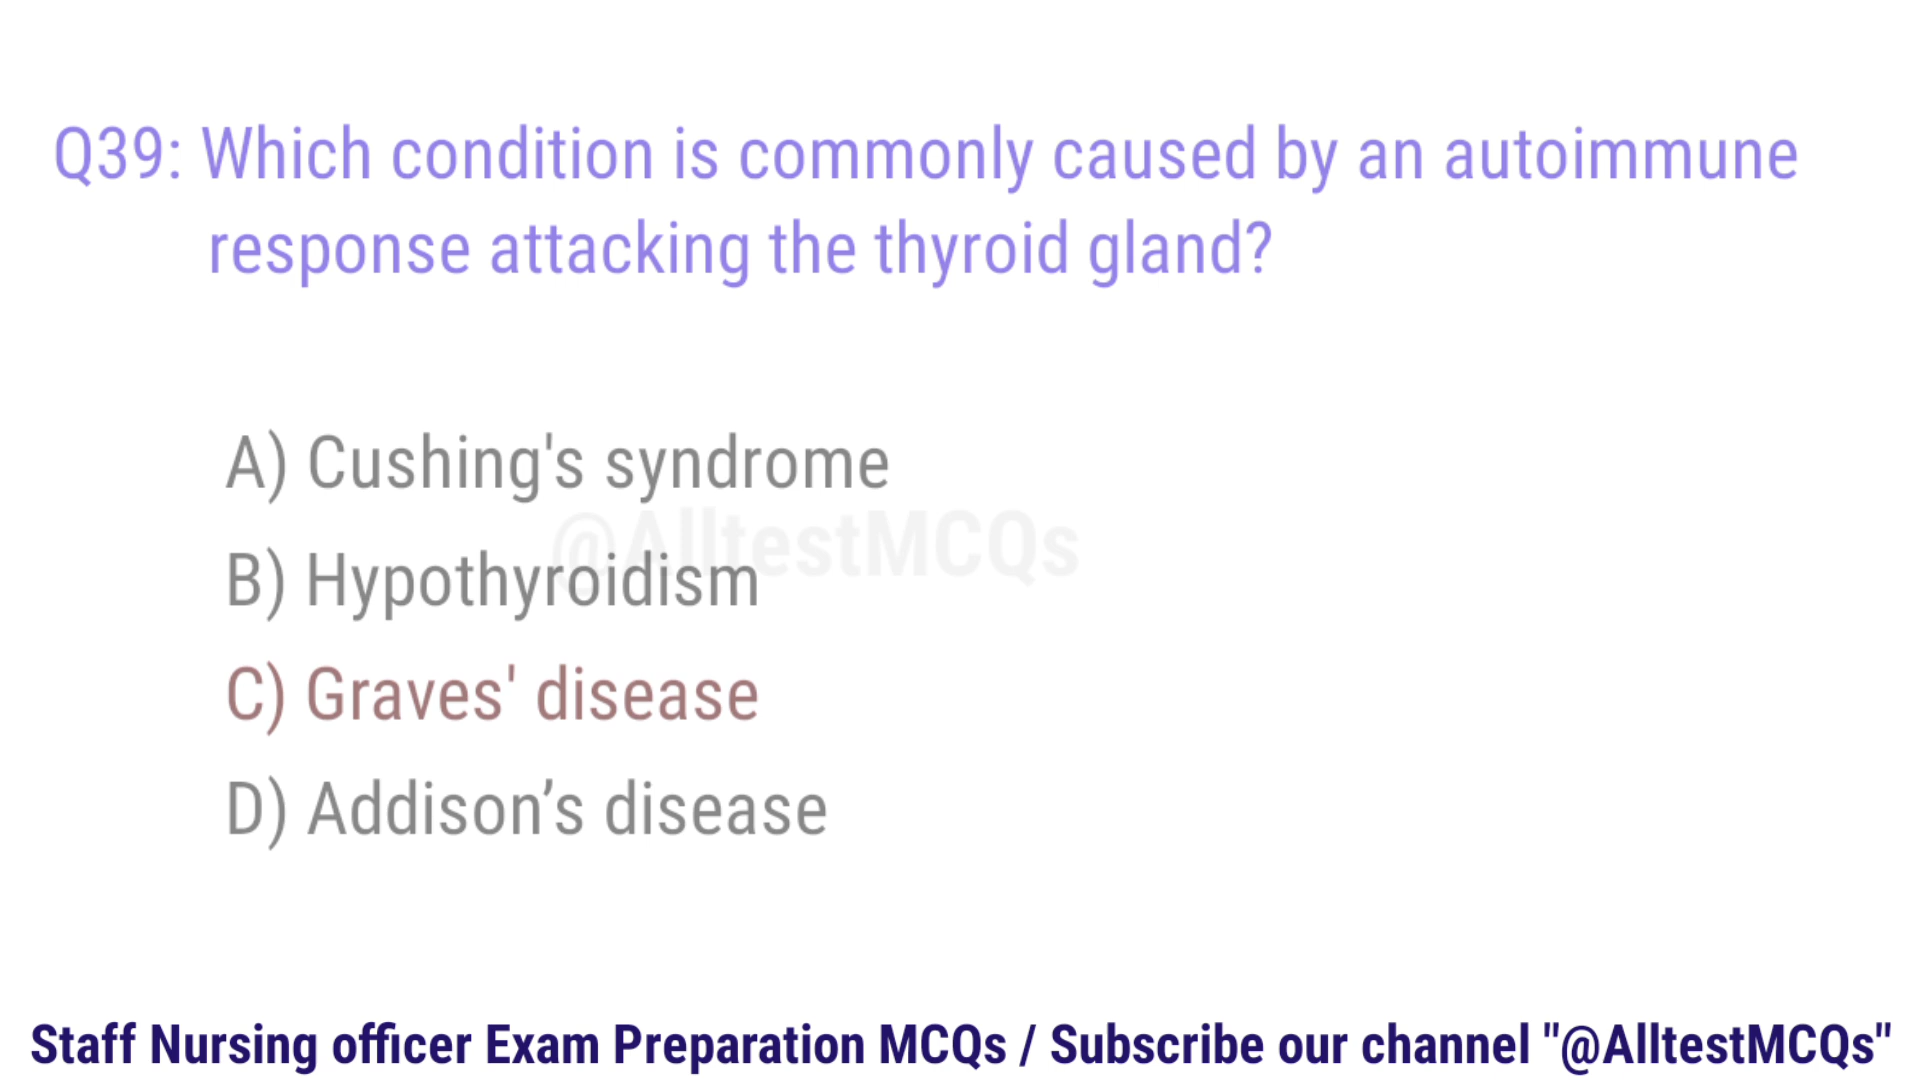 Q39: Which condition is commonly caused by an autoimmune
response attacking the thyroid gland?
A) Cushing's syndrome
@AlltestMCQs
B) Hypothyroidism
C) Graves' disease
D) Addison’s disease
Staff Nursing officer Exam Preparation MCQs / Subscribe our channel "@AlltestMCQs"